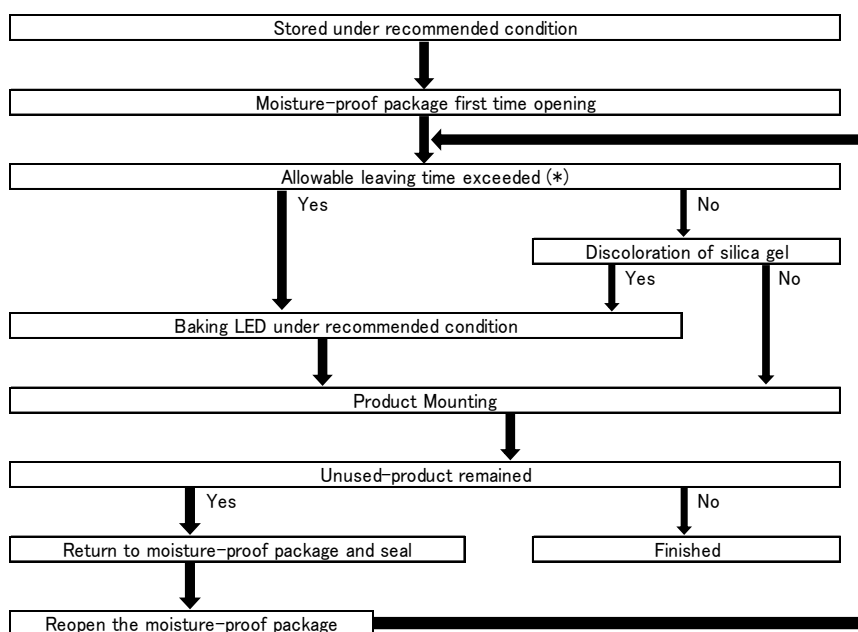 Stored under recommended condition
Moisture-proof package first time opening
Allowable leaving time exceeded (*)
Yes
No
Discoloration of silica gel
Yes
No
Baking LED under recommended condition
Product Mounting
Unused-product remained
Yes
No
Return to moisture-proof package and seal
Finished
Reopen the moisture-proof package